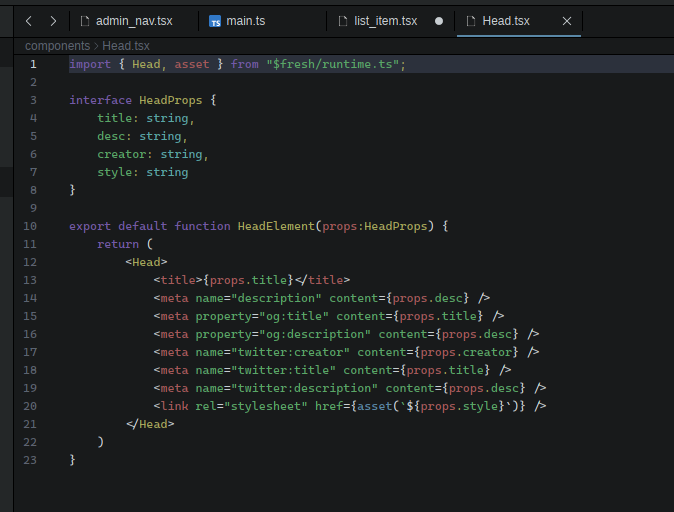 admin_nav.tsx TS main.ts list_item.tsx Head.tsx
components > Head.tsx
1 import { Head, asset } from "$fresh/runtime.ts";
2
3 interface HeadProps {
4     title: string,
5     desc: string,
6     creator: string,
7     style: string
8 }
9
10 export default function HeadElement(props:HeadProps) {
11     return (
12         <Head>
13             <title>{props.title}</title>
14             <meta name="description" content={props.desc} />
15             <meta property="og:title" content={props.title} />
16             <meta property="og:description" content={props.desc} />
17             <meta name="twitter:creator" content={props.creator} />
18             <meta name="twitter:title" content={props.title} />
19             <meta name="twitter:description" content={props.desc} />
20             <link rel="stylesheet" href={asset(`${props.style}`)} />
21         </Head>
22     )
23 }